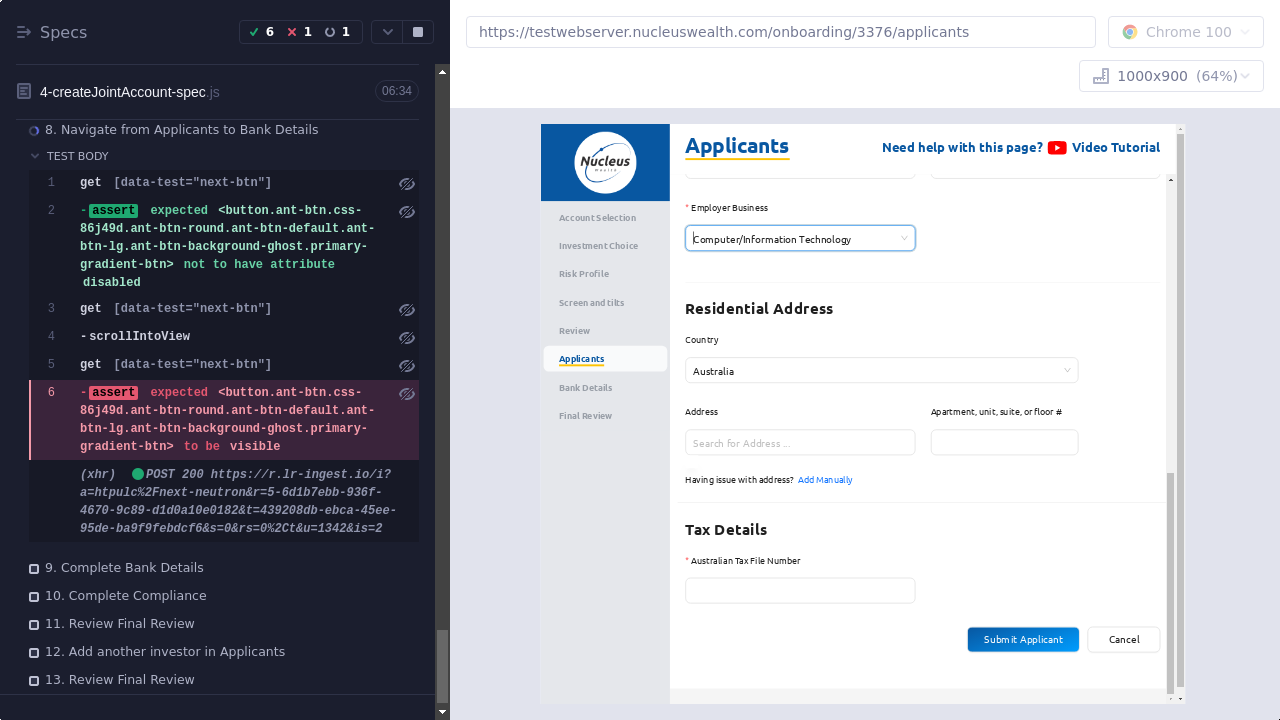 Specs
6
1
1
4-createJointAccount-spec.js
06:34
8. Navigate from Applicants to Bank Details
TEST BODY
1 get [data-test="next-btn"]
2 -assert expected <button.ant-btn.css-
86j49d.ant-btn-round.ant-btn-default.ant-
btn-lg.ant-btn-background-ghost.primary-
gradient-btn> not to have attribute
disabled
3 get [data-test="next-btn"]
4 -scrollIntoView
5 get [data-test="next-btn"]
6 -assert expected <button.ant-btn.css-
86j49d.ant-btn-round.ant-btn-default.ant-
btn-lg.ant-btn-background-ghost.primary-
gradient-btn> to be visible
(xhr) POST 200 https://r.lr-ingest.io/i?
a=htpulc%2Fnext-neutron&r=5-6d1b7ebb-936f-
4670-9c89-d1d0a10e0182&t=439208db-ebca-45ee-
95de-ba9f9febdcf6&s=0&rs=0%2Ct&u=1342&is=2
9. Complete Bank Details
10. Complete Compliance
11. Review Final Review
12. Add another investor in Applicants
13. Review Final Review
https://testwebserver.nucleuswealth.com/onboarding/3376/applicants
Chrome 100
1000x900 (64%)
Nucleus
Wealth
Account Selection
Investment Choice
Risk Profile
Screen and tilts
Review
Applicants
Bank Details
Final Review
Applicants
Need help with this page? Video Tutorial
* Employer Business
Computer/Information Technology
Residential Address
Country
Australia
Address
Apartment, unit, suite, or floor #
Search for Address ...
Having issue with address? Add Manually
Tax Details
* Australian Tax File Number
Submit Applicant
Cancel